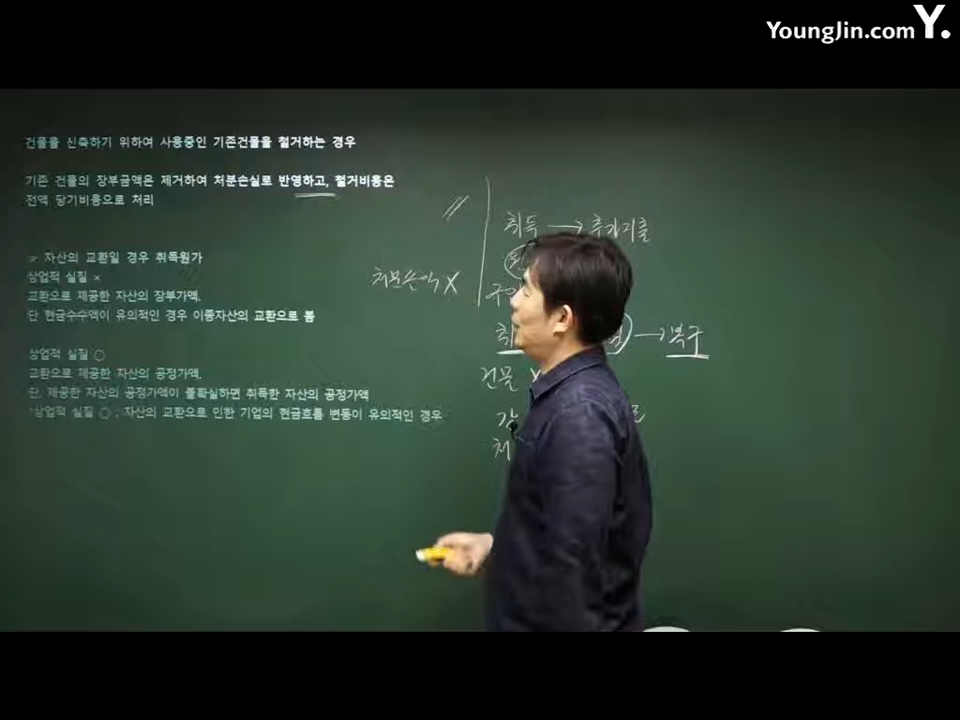 YoungJin.com Y.
건물을 신축하기 위하여 사용중인 기존건물을 철거하는 경우
기존 건물의 장부금액은 제거하여 처분손실로 반영하고, 철거비용은
전액 당기비용으로 처리
☞ 자산의 교환일 경우 취득원가
상업적 실질 ×
교환으로 제공한 자산의 장부가액.
단 현금수수액이 유의적인 경우 이종자산의 교환으로 봄
상업적 실질 ○
교환으로 제공한 자산의 공정가액.
단, 제공한 자산의 공정가액이 불확실하면 취득한 자산의 공정가액
*상업적 실질 ○ : 자산의 교환으로 인한 기업의 현금흐름 변동이 유의적인 경우
처분손익 X
취득 → 추가지출
→ 복구
건물